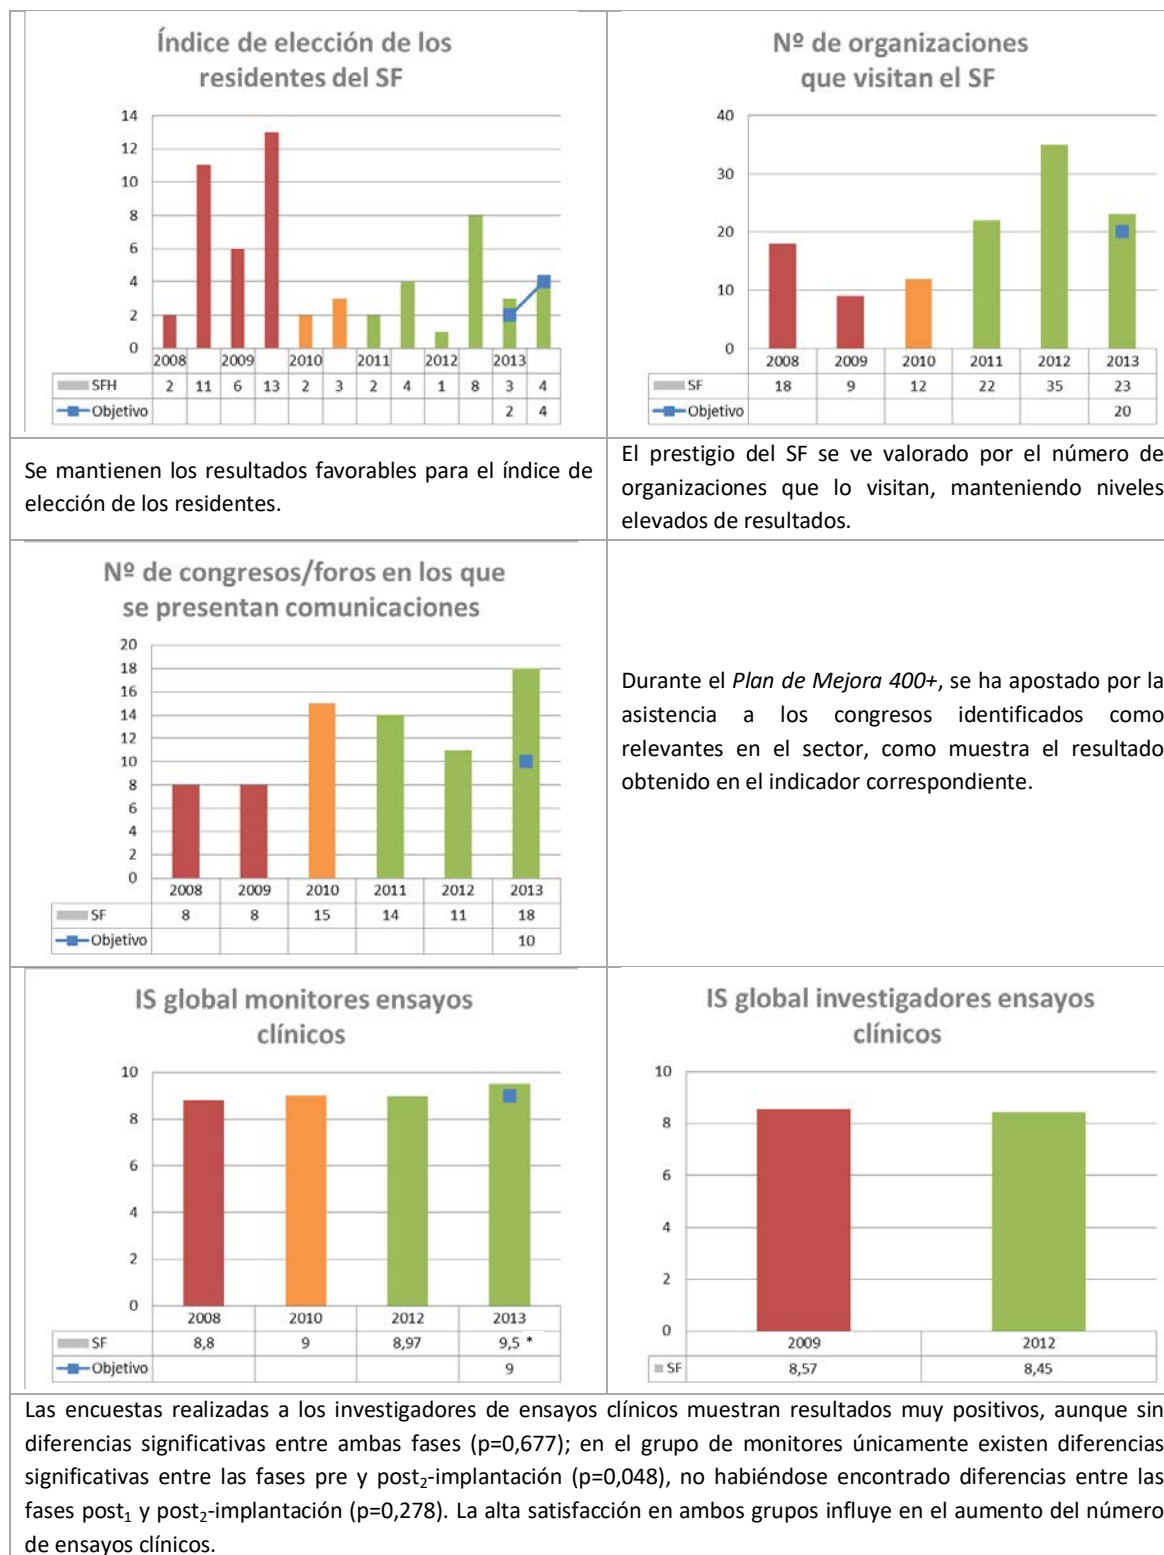 Índice de elección de los
residentes del SF
14
12
10
8
6
4
2
0
2008 2009 2010 2011 2012 2013
SFH 2 11 6 13 2 3 2 4 1 8 3 4
Objetivo 2 4
Nº de organizaciones
que visitan el SF
40
30
20
10
0
2008 2009 2010 2011 2012 2013
SF 18 9 12 22 35 23
Objetivo 20
Se mantienen los resultados favorables para el índice de
elección de los residentes.
El prestigio del SF se ve valorado por el número de
organizaciones que lo visitan, manteniendo niveles
elevados de resultados.
Nº de congresos/foros en los que
se presentan comunicaciones
20
18
16
14
12
10
8
6
4
2
0
2008 2009 2010 2011 2012 2013
SF 8 8 15 14 11 18
Objetivo 10
Durante el Plan de Mejora 400+, se ha apostado por la
asistencia a los congresos identificados como
relevantes en el sector, como muestra el resultado
obtenido en el indicador correspondiente.
IS global monitores ensayos
clínicos
10
8
6
4
2
0
2008 2010 2012 2013
SF 8,8 9 8,97 9,5 *
Objetivo 9
IS global investigadores ensayos
clínicos
10
8
6
4
2
0
2009 2012
SF 8,57 8,45
Las encuestas realizadas a los investigadores de ensayos clínicos muestran resultados muy positivos, aunque sin
diferencias significativas entre ambas fases (p=0,677); en el grupo de monitores únicamente existen diferencias
significativas entre las fases pre y post₂-implantación (p=0,048), no habiéndose encontrado diferencias entre las
fases post₁ y post₂-implantación (p=0,278). La alta satisfacción en ambos grupos influye en el aumento del número
de ensayos clínicos.